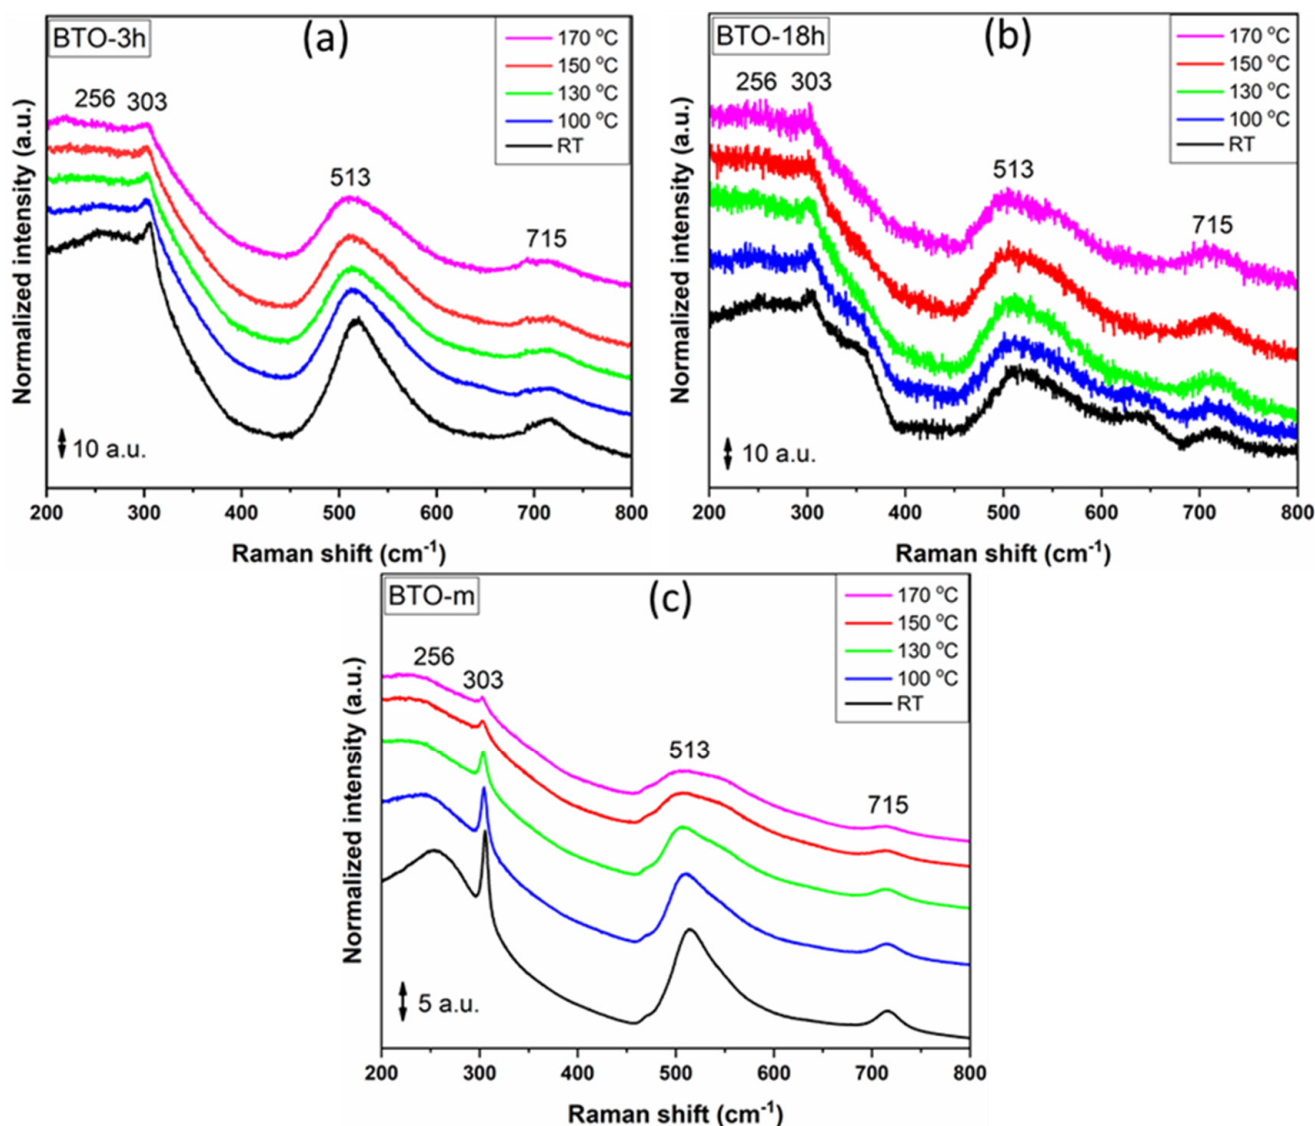 BTO-3h
(a)
170 °C
150 °C
130 °C
100 °C
RT
256 303
513
715
10 a.u.
Normalized intensity (a.u.)
200 300 400 500 600 700 800
Raman shift (cm⁻¹)
BTO-18h
(b)
170 °C
150 °C
130 °C
100 °C
RT
256 303
513
715
10 a.u.
Normalized intensity (a.u.)
200 300 400 500 600 700 800
Raman shift (cm⁻¹)
BTO-m
(c)
170 °C
150 °C
130 °C
100 °C
RT
256
303
513
715
5 a.u.
Normalized intensity (a.u.)
200 300 400 500 600 700 800
Raman shift (cm⁻¹)